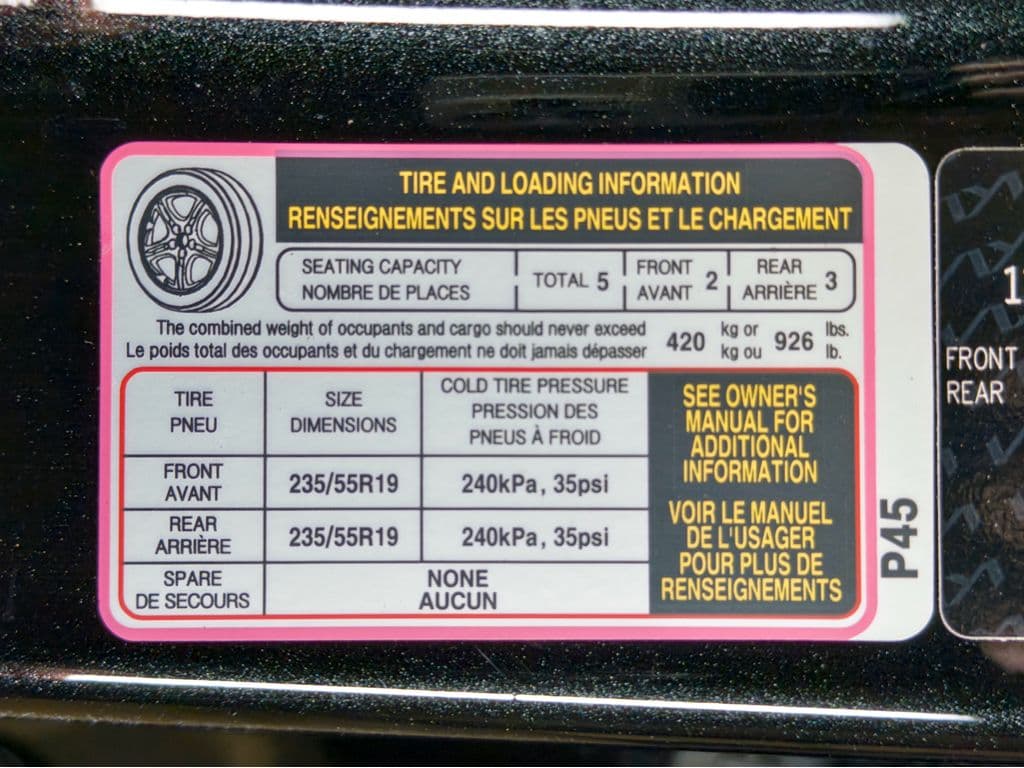 TIRE AND LOADING INFORMATION
RENSEIGNEMENTS SUR LES PNEUS ET LE CHARGEMENT
SEATING CAPACITY
NOMBRE DE PLACES
TOTAL 5
FRONT
AVANT 2
REAR
ARRIÈRE 3
The combined weight of occupants and cargo should never exceed 420 kg or 926 lbs.
Le poids total des occupants et du chargement ne doit jamais dépasser kg ou lb.
TIRE
PNEU
SIZE
DIMENSIONS
COLD TIRE PRESSURE
PRESSION DES
PNEUS À FROID
FRONT
AVANT
235/55R19
240kPa, 35psi
REAR
ARRIÈRE
235/55R19
240kPa, 35psi
SPARE
DE SECOURS
NONE
AUCUN
SEE OWNER'S
MANUAL FOR
ADDITIONAL
INFORMATION
VOIR LE MANUEL
DE L'USAGER
POUR PLUS DE
RENSEIGNEMENTS
P45
FRONT
REAR